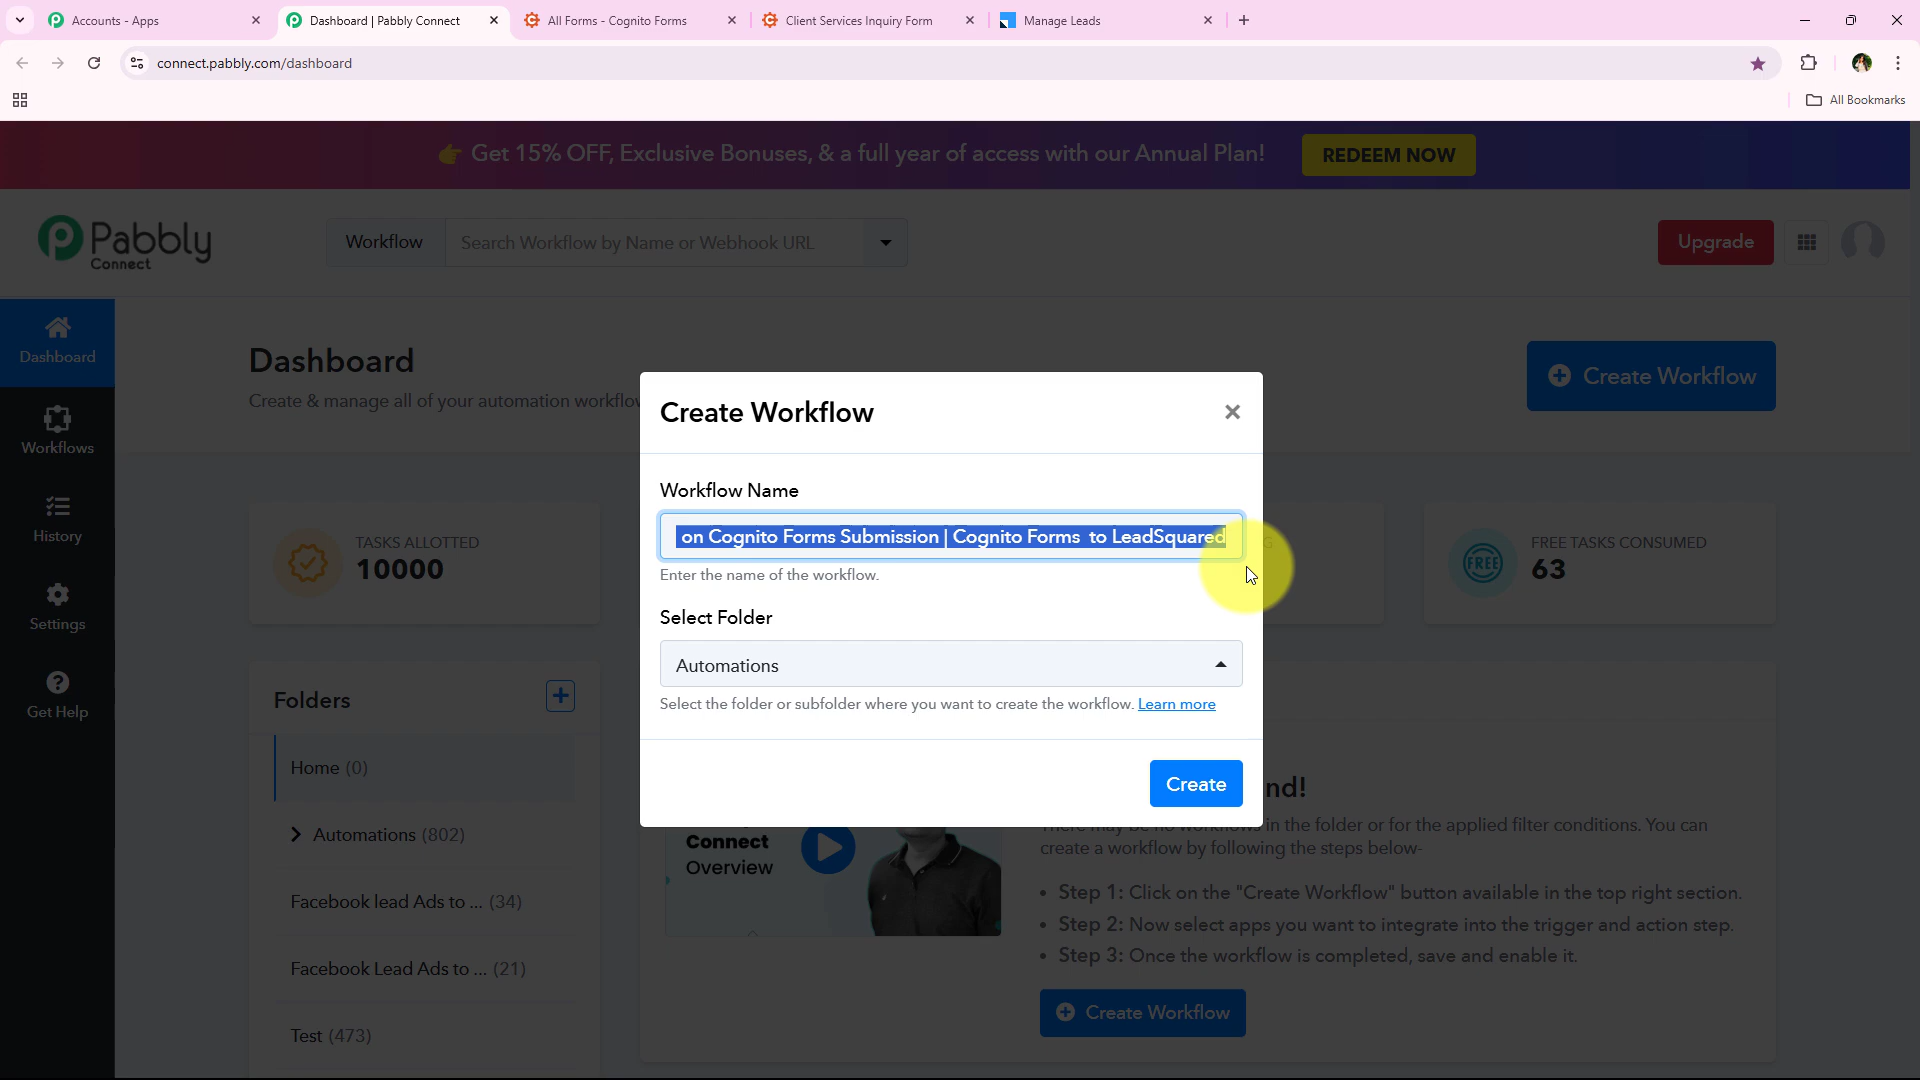 Accounts - Apps
Dashboard | Pabbly Connect
All Forms - Cognito Forms
Client Services Inquiry Form
Manage Leads
connect.pabbly.com/dashboard
All Bookmarks
Get 15% OFF, Exclusive Bonuses, & a full year of access with our Annual Plan!
REDEEM NOW
Pabbly
Connect
Workflow
Search Workflow by Name or Webhook URL
Upgrade
Dashboard
Workflows
History
Settings
Get Help
Dashboard
Create & manage all of your automation
Create Workflow
TASKS ALLOTTED
10000
FREE TASKS CONSUMED
FREE
63
Create Workflow
Workflow Name
on Cognito Forms Submission | Cognito Forms  to LeadSquared
Enter the name of the workflow.
Select Folder
Automations
Select the folder or subfolder where you want to create the workflow. Learn more
Create
Folders
Home (0)
Automations (802)
Facebook lead Ads to ... (34)
Facebook Lead Ads to ... (21)
Test (473)
Connect
Overview
in the folder or for the applied filter conditions. You can
create a workflow by following the steps below-
Step 1: Click on the "Create Workflow" button available in the top right section.
Step 2: Now select apps you want to integrate into the trigger and action step.
Step 3: Once the workflow is completed, save and enable it.
Create Workflow